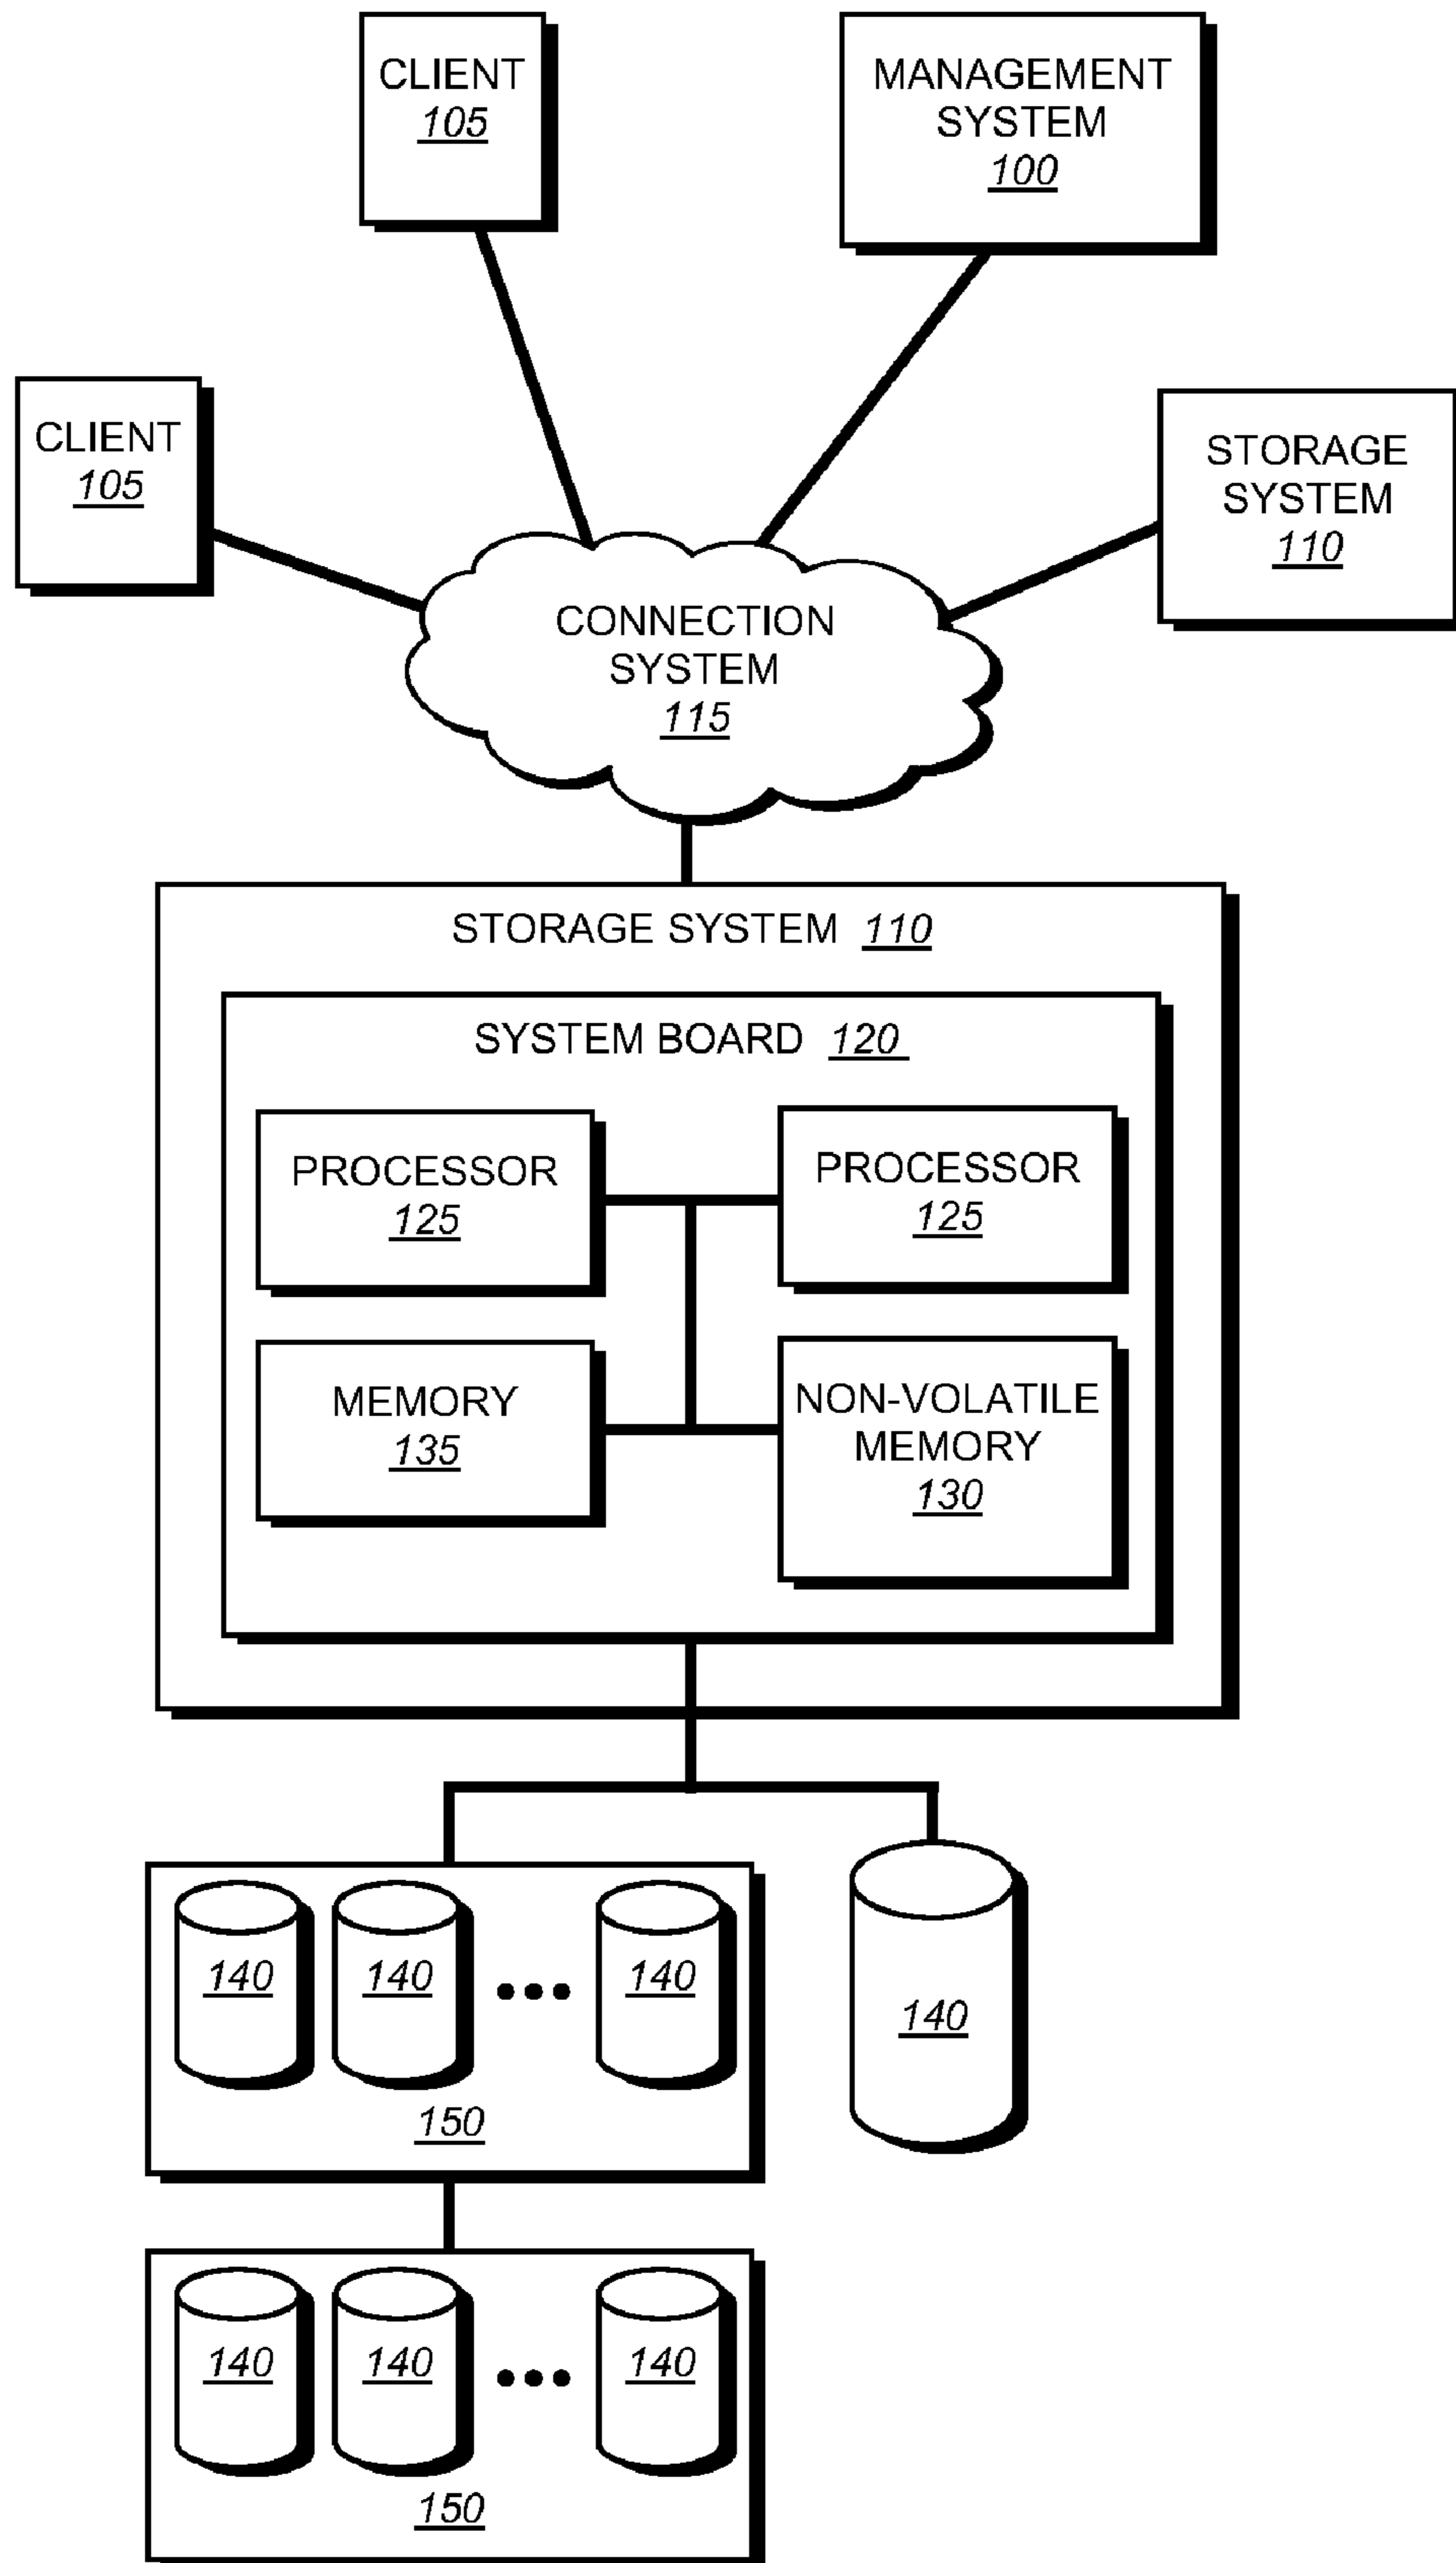 CLIENT
105
MANAGEMENT
SYSTEM
100
CLIENT
105
STORAGE
SYSTEM
110
CONNECTION
SYSTEM
115
STORAGE SYSTEM 110
SYSTEM BOARD 120
PROCESSOR
125
PROCESSOR
125
MEMORY
135
NON-VOLATILE
MEMORY
130
140 140 140
140
150
140 140 140
150